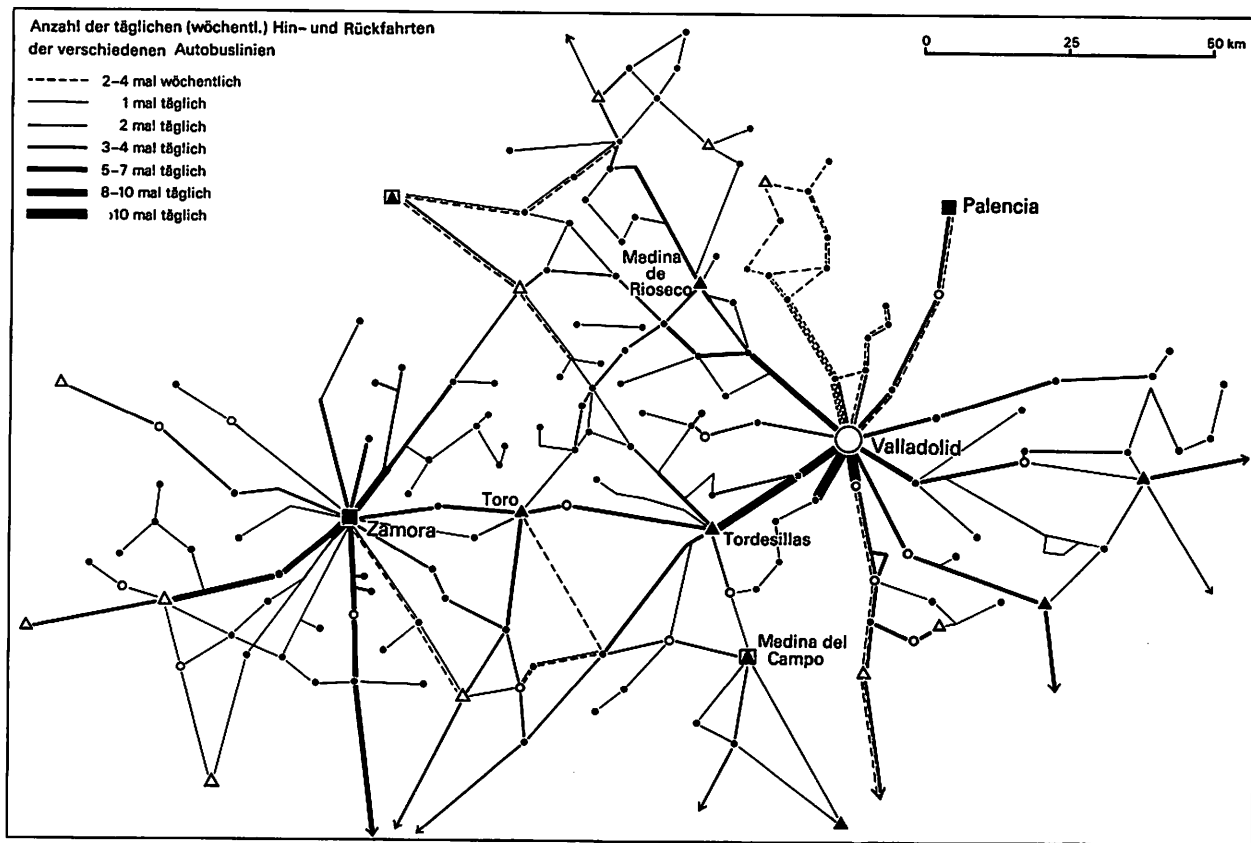 Anzahl der täglichen (wöchentl.) Hin- und Rückfahrten
der verschiedenen Autobuslinien
2-4 mal wöchentlich
1 mal täglich
2 mal täglich
3-4 mal täglich
5-7 mal täglich
8-10 mal täglich
›10 mal täglich
0 25 50 km
Palencia
Medina
de
Rioseco
Valladolid
Toro
Zamora
Tordesillas
Medina del
Campo